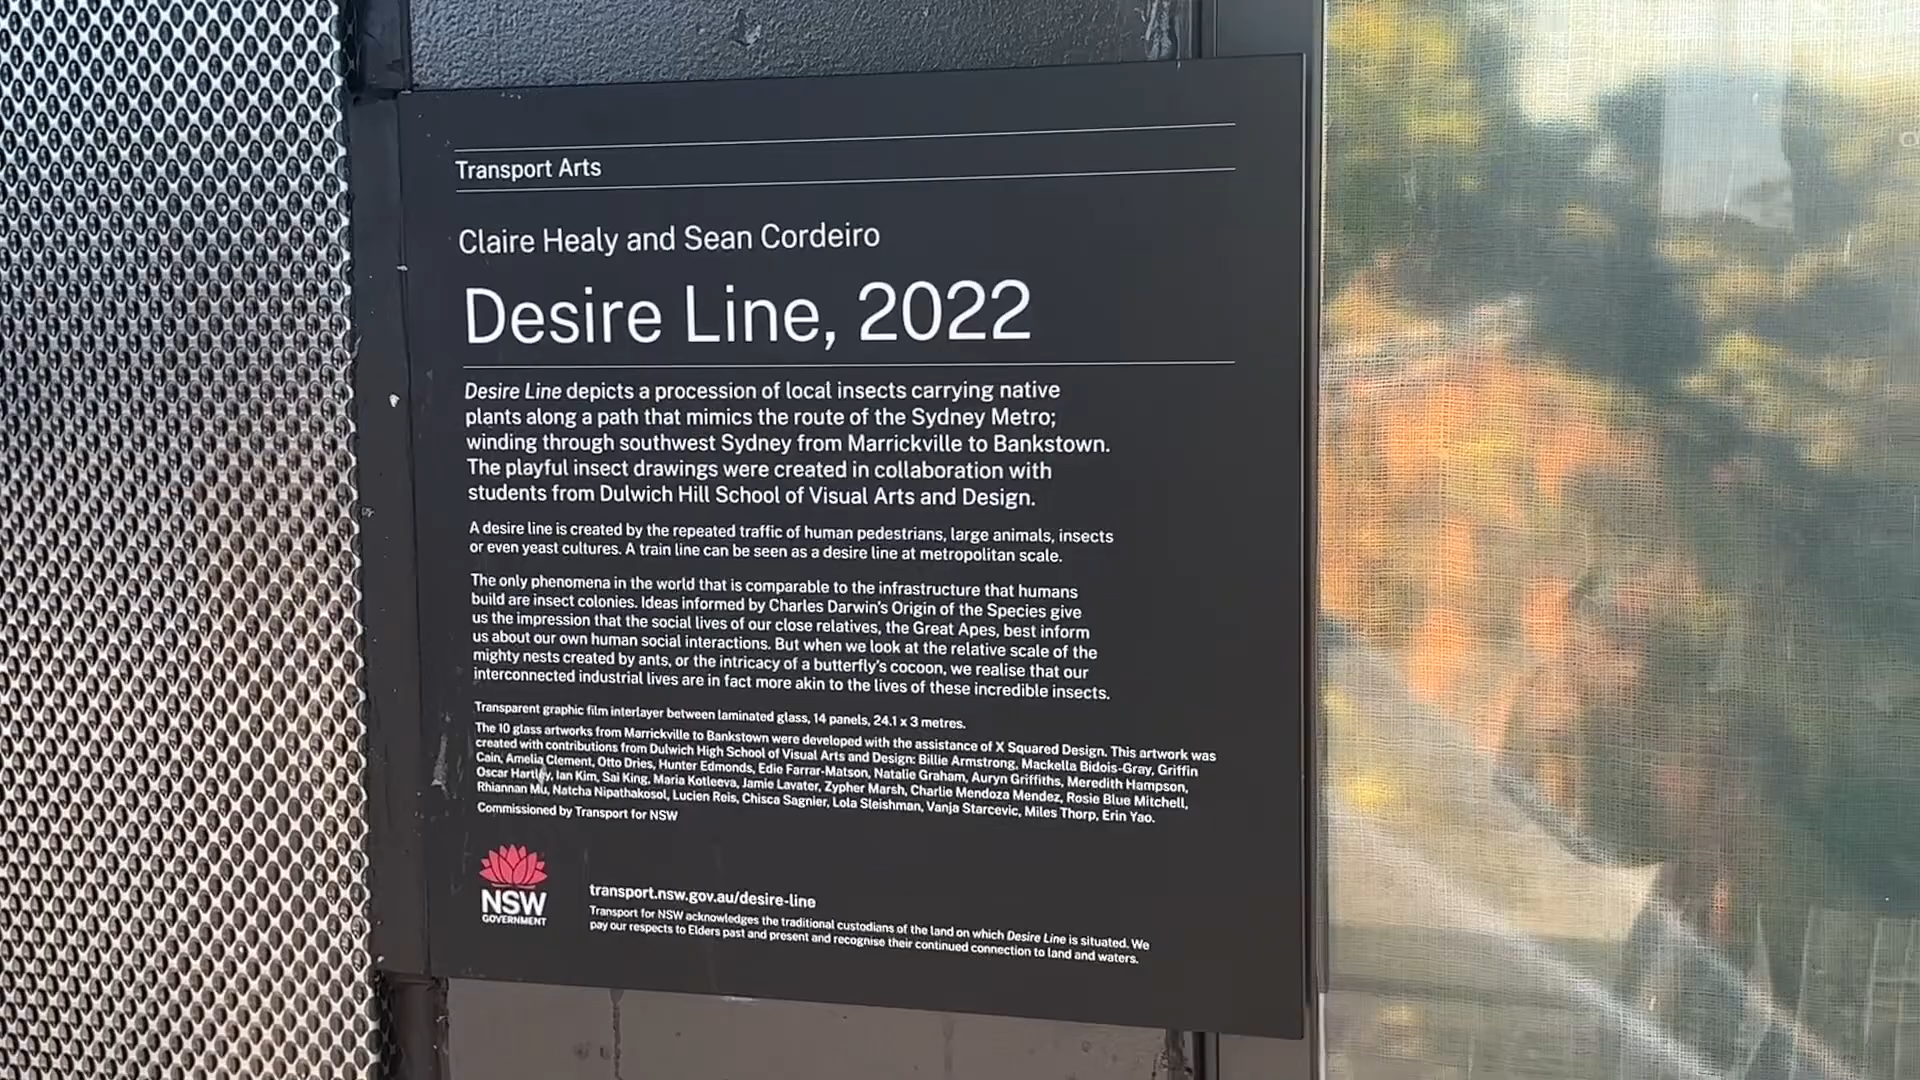 Transport Arts
Claire Healy and Sean Cordeiro
Desire Line, 2022
Desire Line depicts a procession of local insects carrying native
plants along a path that mimics the route of the Sydney Metro;
winding through southwest Sydney from Marrickville to Bankstown.
The playful insect drawings were created in collaboration with
students from Dulwich Hill School of Visual Arts and Design.
A desire line is created by the repeated traffic of human pedestrians, large animals, insects
or even yeast cultures. A train line can be seen as a desire line at metropolitan scale.
The only phenomena in the world that is comparable to the infrastructure that humans
build are insect colonies. Ideas informed by Charles Darwin's Origin of the Species give
us the impression that the social lives of our close relatives, the Great Apes, best inform
us about our own human social interactions. But when we look at the relative scale of the
mighty nests created by ants, or the intricacy of a butterfly's cocoon, we realise that our
interconnected industrial lives are in fact more akin to the lives of these incredible insects.
Transparent graphic film interlayer between laminated glass, 14 panels, 24.1 x 3 metres.
The 10 glass artworks from Marrickville to Bankstown were developed with the assistance of X Squared Design. This artwork was
created with contributions from Dulwich High School of Visual Arts and Design: Billie Armstrong, Mackella Bidois-Gray, Griffin
Cain, Amelia Clement, Otto Dries, Hunter Edmonds, Edie Farrar-Matson, Natalie Graham, Auryn Griffiths, Meredith Hampson,
Oscar Hartley, Ian Kim, Sai King, Maria Kotleeva, Jamie Lavater, Zypher Marsh, Charlie Mendoza Mendez, Rosie Blue Mitchell,
Rhiannan Mu, Natcha Nipathakosol, Lucien Reis, Chisca Sagnier, Lola Sleishman, Vanja Starcevic, Miles Thorp, Erin Yao.
Commissioned by Transport for NSW
NSW
GOVERNMENT
transport.nsw.gov.au/desire-line
Transport for NSW acknowledges the traditional custodians of the land on which Desire Line is situated. We
pay our respects to Elders past and present and recognise their continued connection to land and waters.